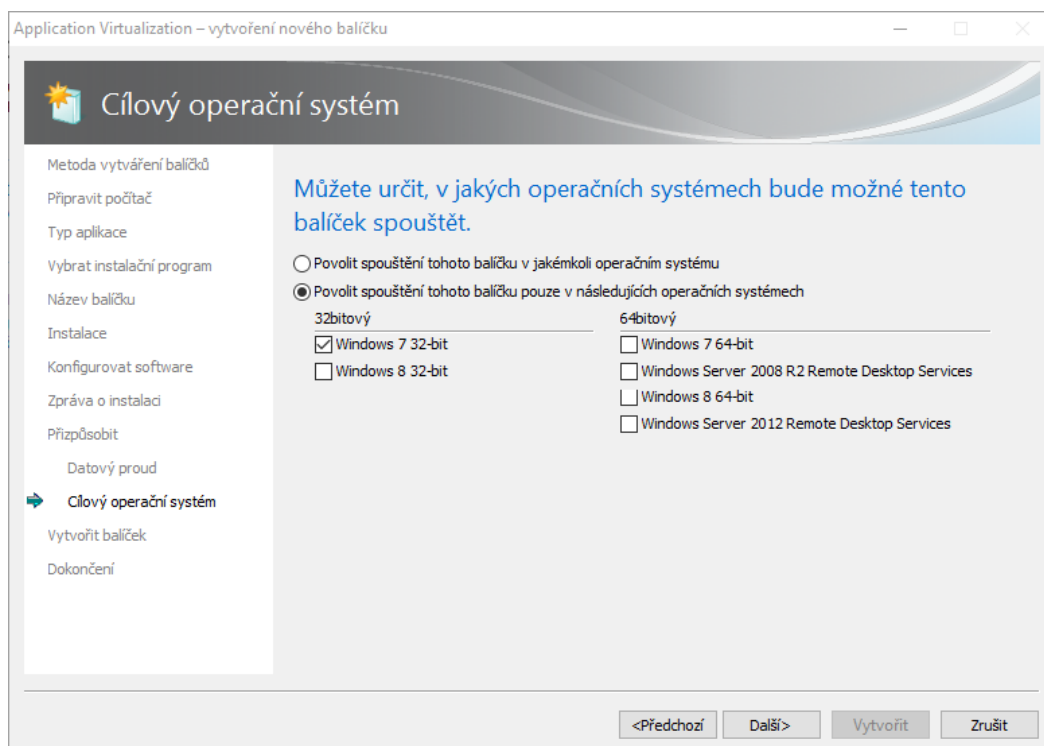 Application Virtualization – vytvoření nového balíčku
Cílový operační systém
Metoda vytváření balíčků
Připravit počítač
Typ aplikace
Vybrat instalační program
Název balíčku
Instalace
Konfigurovat software
Zpráva o instalaci
Přizpůsobit
Datový proud
Cílový operační systém
Vytvořit balíček
Dokončení
Můžete určit, v jakých operačních systémech bude možné tento
balíček spouštět.
Povolit spouštění tohoto balíčku v jakémkoli operačním systému
Povolit spouštění tohoto balíčku pouze v následujících operačních systémech
32bitový
Windows 7 32-bit
Windows 8 32-bit
64bitový
Windows 7 64-bit
Windows Server 2008 R2 Remote Desktop Services
Windows 8 64-bit
Windows Server 2012 Remote Desktop Services
<Předchozí
Další>
Vytvořit
Zrušit